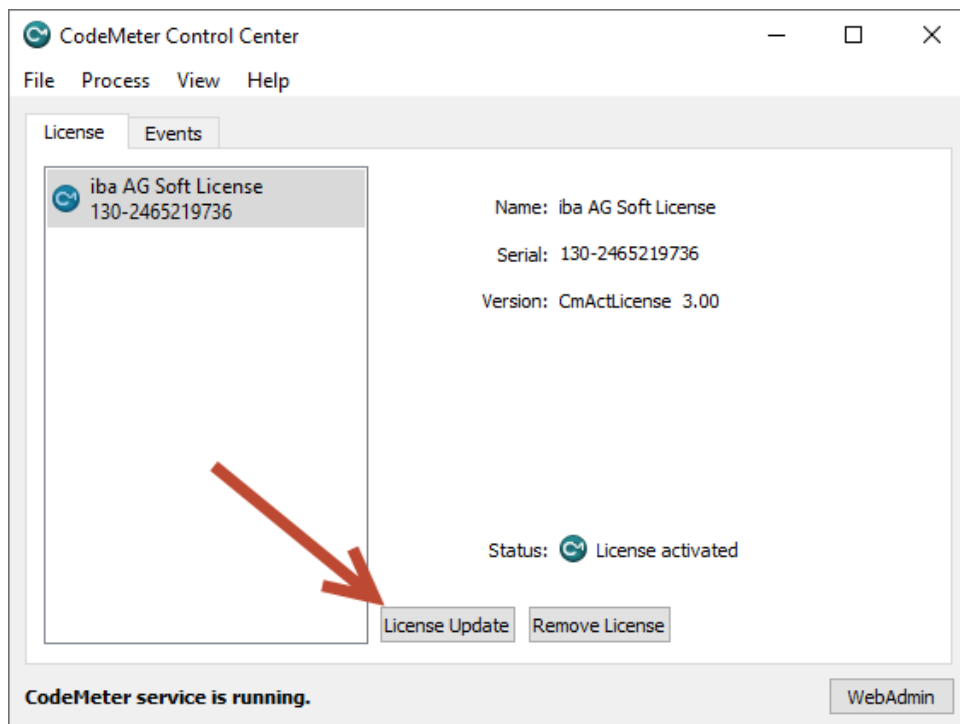 CodeMeter Control Center
File Process View Help
License Events
iba AG Soft License
130-2465219736
Name: iba AG Soft License
Serial: 130-2465219736
Version: CmActLicense 3.00
Status: License activated
License Update Remove License
CodeMeter service is running. WebAdmin